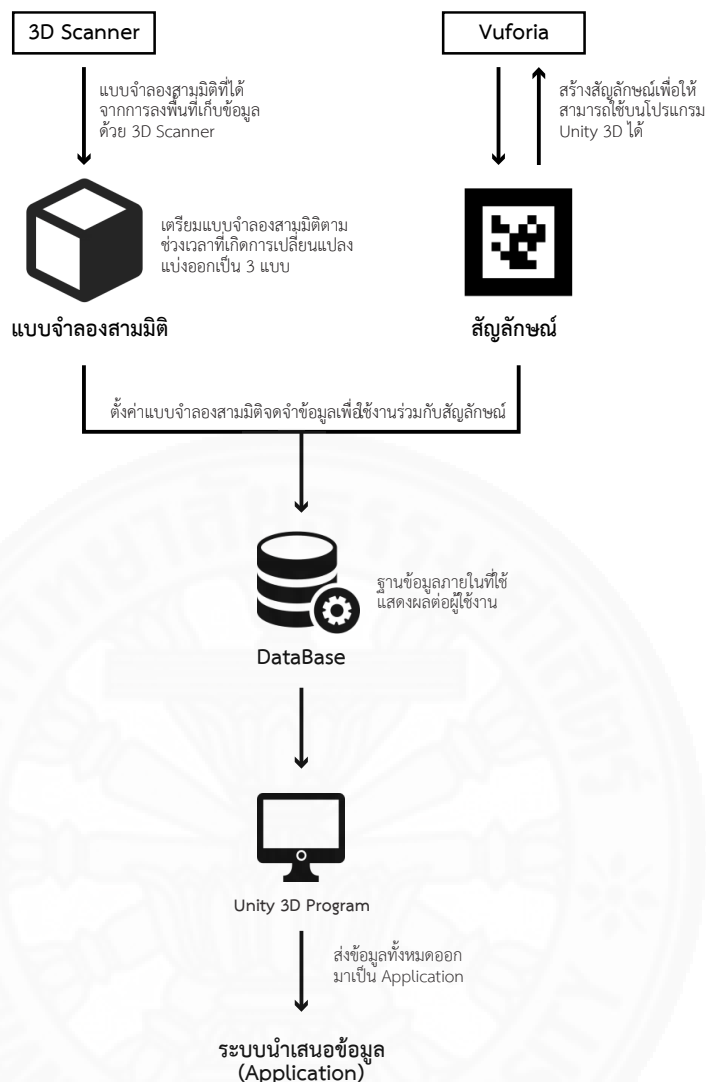 3D Scanner
Vuforia
แบบจำลองสามมิติที่ได้
จากการลงพื้นที่เก็บข้อมูล
ด้วย 3D Scanner
สร้างสัญลักษณ์เพื่อให้
สามารถใช้บนโปรแกรม
Unity 3D ได้
เตรียมแบบจำลองสามมิติตาม
ช่วงเวลาที่เกิดการเปลี่ยนแปลง
แบ่งออกเป็น 3 แบบ
แบบจำลองสามมิติ
สัญลักษณ์
ตั้งค่าแบบจำลองสามมิติจดจำข้อมูลเพื่อใช้งานร่วมกับสัญลักษณ์
ฐานข้อมูลภายในที่ใช้
แสดงผลต่อผู้ใช้งาน
DataBase
Unity 3D Program
ส่งข้อมูลทั้งหมดออก
มาเป็น Application
ระบบนำเสนอข้อมูล
(Application)